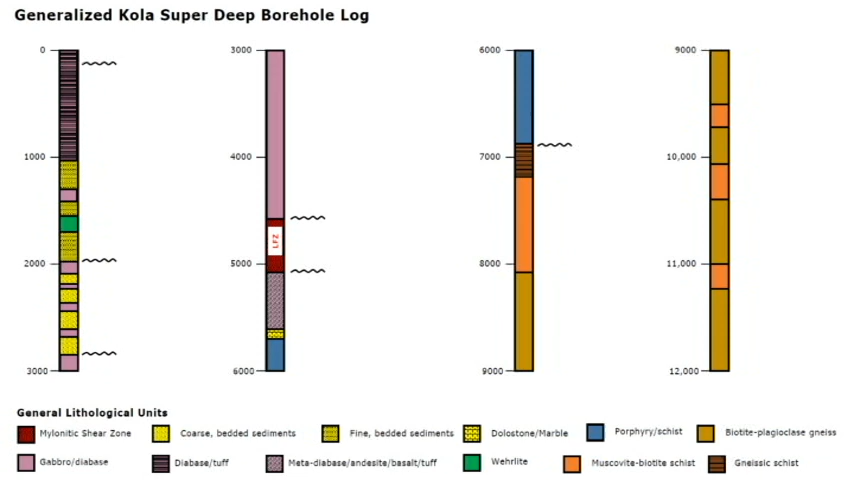 Generalized Kola Super Deep Borehole Log
0 3000 6000 9000
1000 4000 7000 10,000
LFZ
2000 5000 8000 11,000
3000 6000 9000 12,000
General Lithological Units
Mylonitic Shear Zone Coarse, bedded sediments Fine, bedded sediments Dolostone/Marble Porphyry/schist Biotite-plagioclase gneiss
Gabbro/diabase Diabase/tuff Meta-diabase/andesite/basalt/tuff Wehrlite Muscovite-biotite schist Gneissic schist